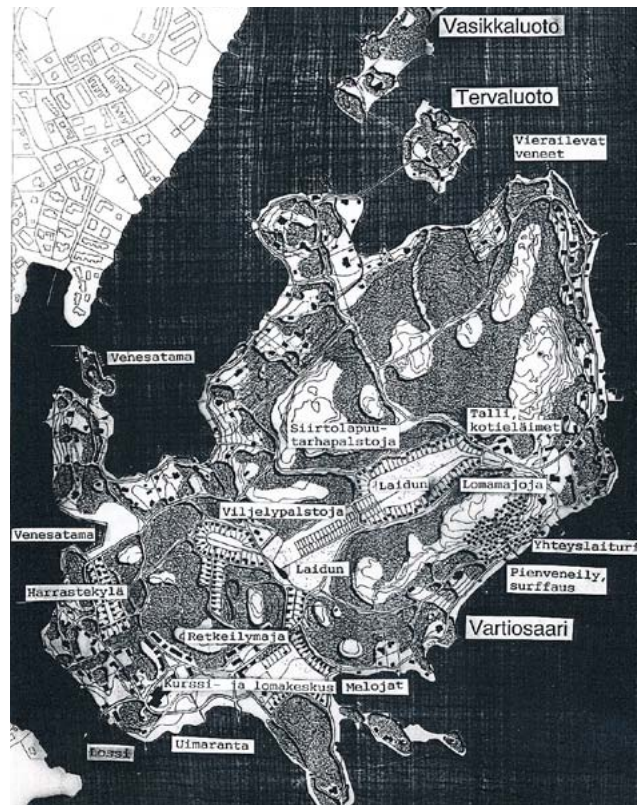 Vasikkaluoto
Tervaluoto
Vierailevat
veneet
Venesatama
Siirtolapuu-
tarhapalstoja
Talli,
kotieläimet
Laidun
Lomamajoja
Viljelypalstoja
Venesatama
Yhteyslaituri
Laidun
Pienveneily,
surffaus
Harrastekylä
Vartiosaari
Retkeilymaja
Kurssi- ja lomakeskus
Melojat
Uimaranta
Lossi